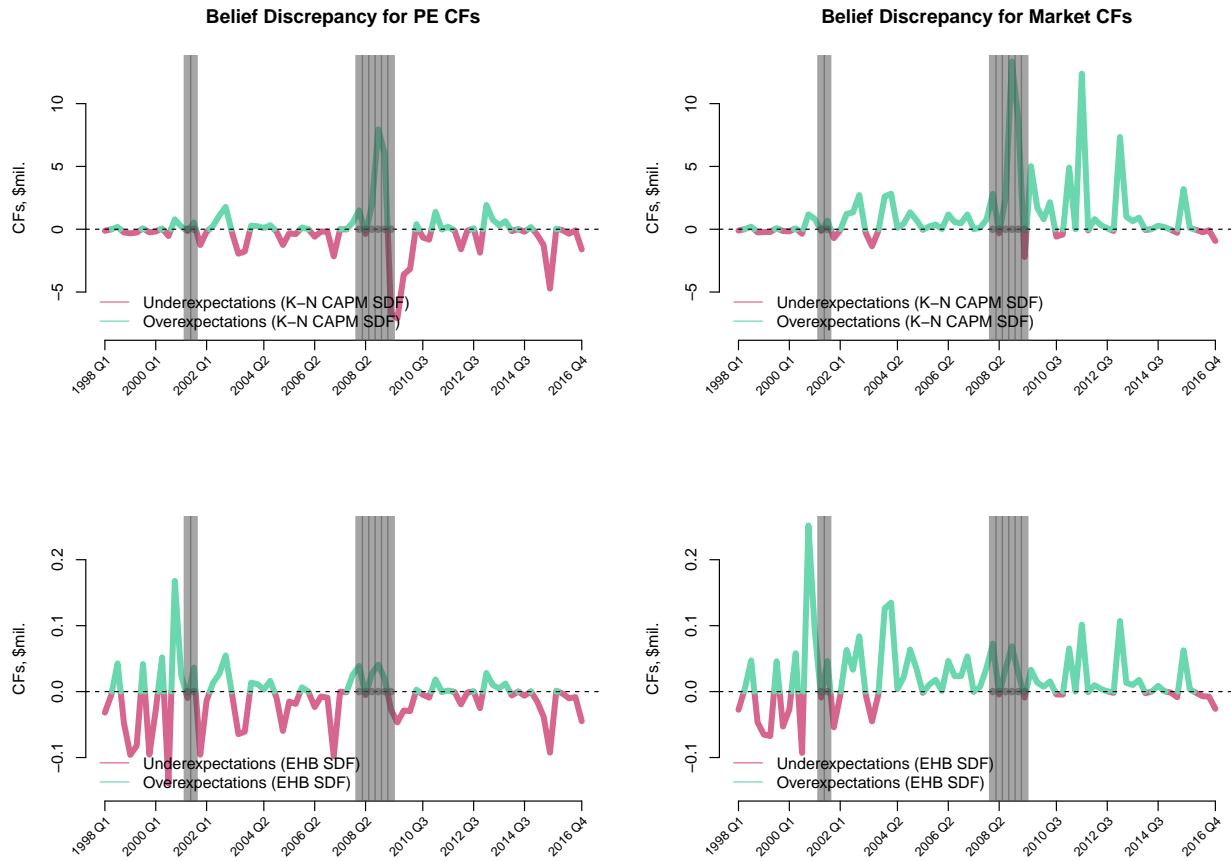 Belief Discrepancy for PE CFs
CFs, $mil.
10
5
0
−5
Underexpectations (K−N CAPM SDF)
Overexpectations (K−N CAPM SDF)
1998 Q1
2000 Q1
2002 Q1
2004 Q2
2006 Q2
2008 Q2
2010 Q3
2012 Q3
2014 Q3
2016 Q4
Belief Discrepancy for Market CFs
CFs, $mil.
10
5
0
−5
Underexpectations (K−N CAPM SDF)
Overexpectations (K−N CAPM SDF)
1998 Q1
2000 Q1
2002 Q1
2004 Q2
2006 Q2
2008 Q2
2010 Q3
2012 Q3
2014 Q3
2016 Q4
CFs, $mil.
0.2
0.1
0.0
−0.1
Underexpectations (EHB SDF)
Overexpectations (EHB SDF)
1998 Q1
2000 Q1
2002 Q1
2004 Q2
2006 Q2
2008 Q2
2010 Q3
2012 Q3
2014 Q3
2016 Q4
CFs, $mil.
0.2
0.1
0.0
−0.1
Underexpectations (EHB SDF)
Overexpectations (EHB SDF)
1998 Q1
2000 Q1
2002 Q1
2004 Q2
2006 Q2
2008 Q2
2010 Q3
2012 Q3
2014 Q3
2016 Q4